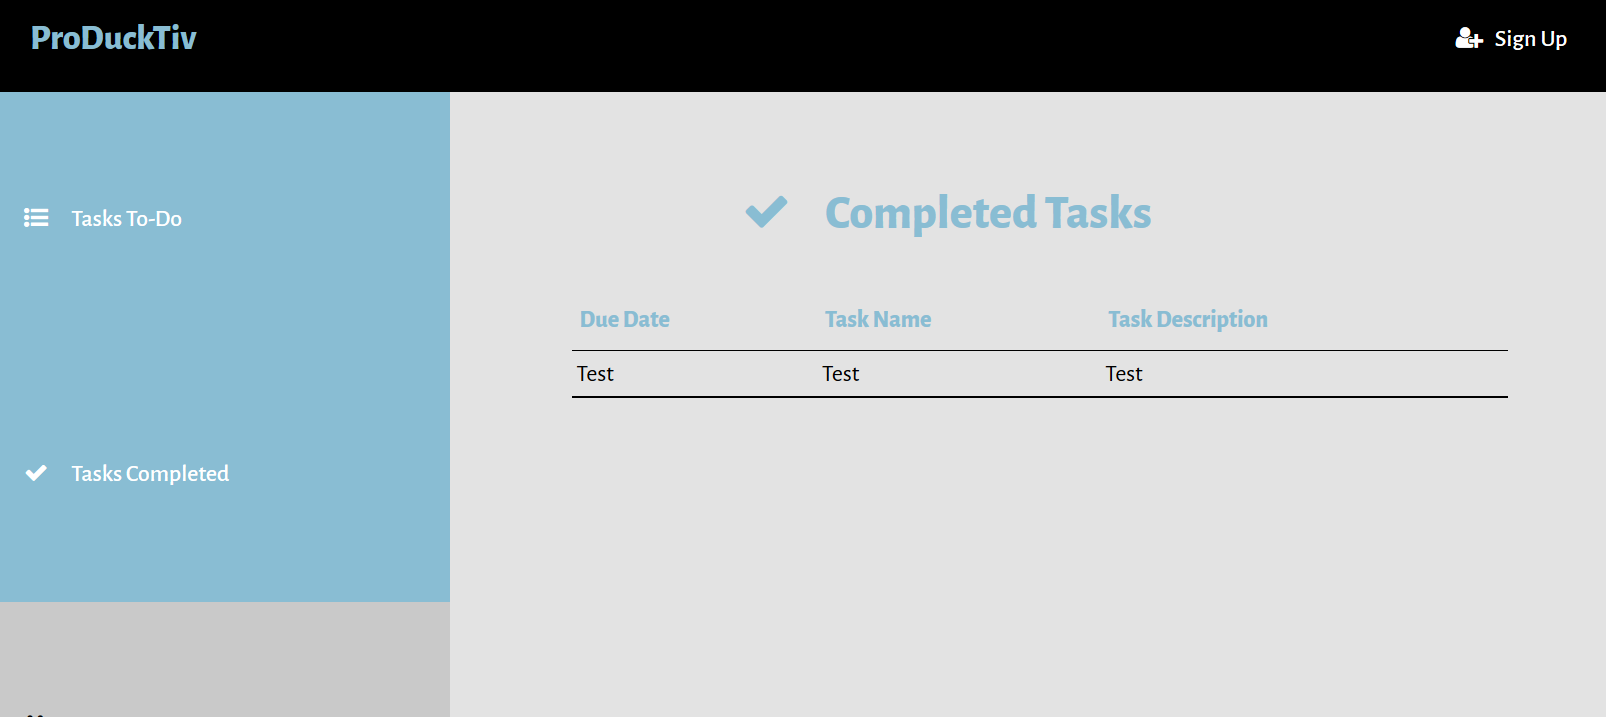 ProDuckTiv
Sign Up
Tasks To-Do
Tasks Completed
Completed Tasks
Due Date Task Name Task Description
Test Test Test